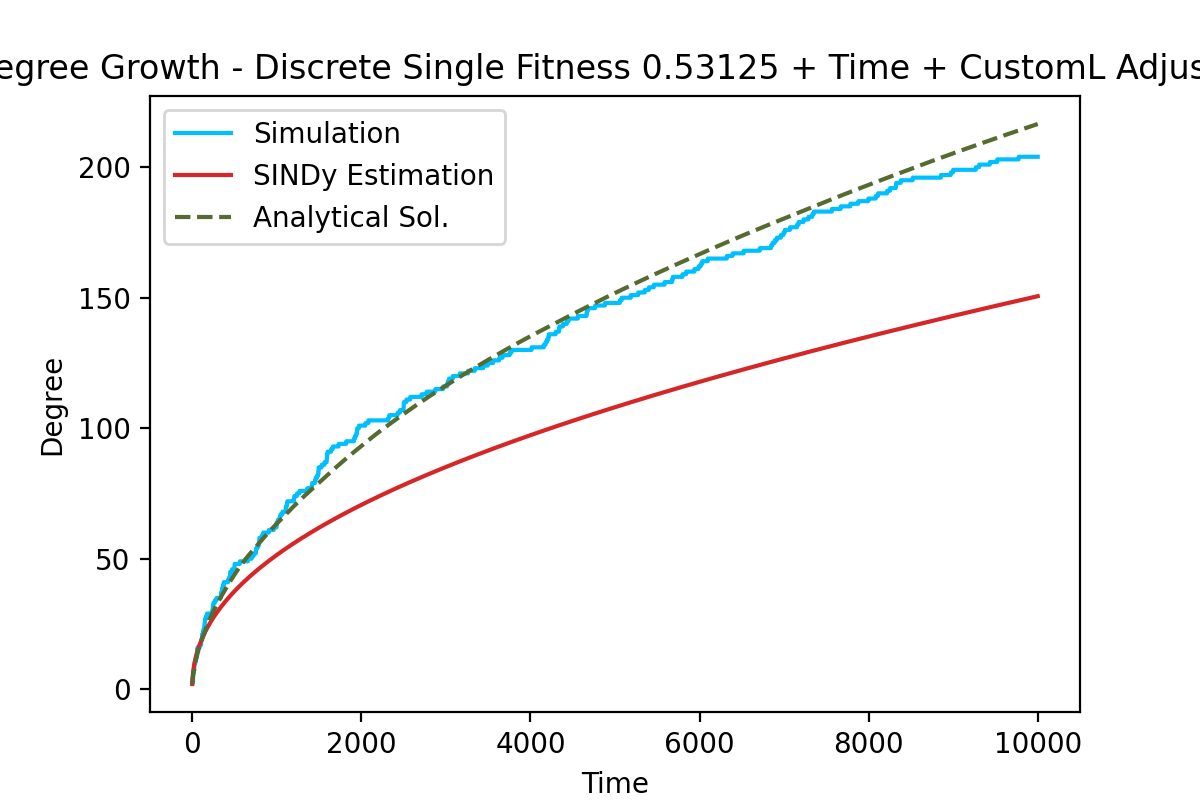 egree Growth - Discrete Single Fitness 0.53125 + Time + CustomL Adjus
Simulation
SINDy Estimation
Analytical Sol.
200
150
100
50
0
Degree
0 2000 4000 6000 8000 10000
Time